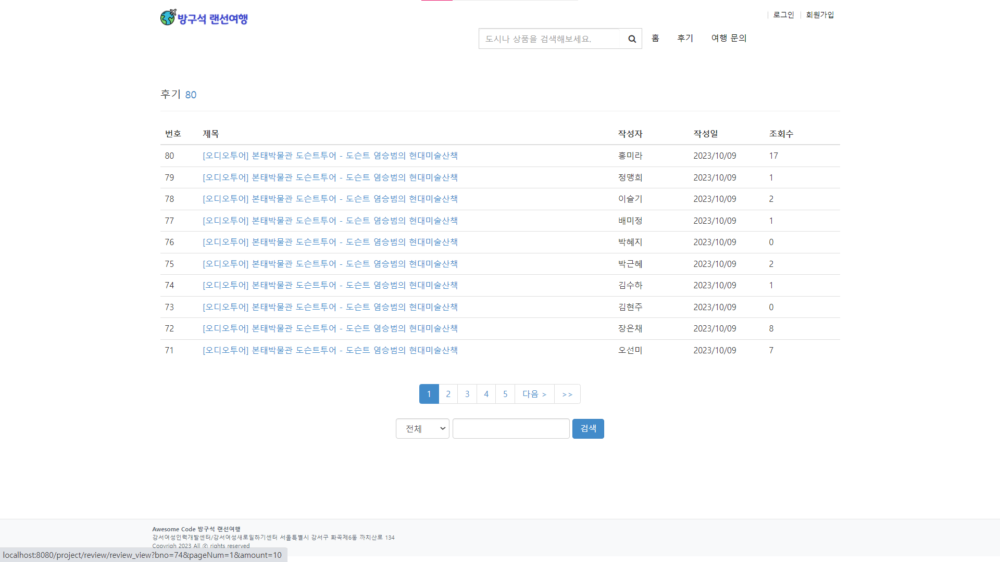 방구석 랜선여행
로그인 회원가입
도시나 상품을 검색해보세요. 홈 후기 여행 문의
후기 80
번호 제목 작성자 작성일 조회수
80 [오디오투어] 본태박물관 도슨트투어 - 도슨트 염승범의 현대미술산책 홍미라 2023/10/09 17
79 [오디오투어] 본태박물관 도슨트투어 - 도슨트 염승범의 현대미술산책 정맹희 2023/10/09 1
78 [오디오투어] 본태박물관 도슨트투어 - 도슨트 염승범의 현대미술산책 이슬기 2023/10/09 2
77 [오디오투어] 본태박물관 도슨트투어 - 도슨트 염승범의 현대미술산책 배미정 2023/10/09 1
76 [오디오투어] 본태박물관 도슨트투어 - 도슨트 염승범의 현대미술산책 박혜지 2023/10/09 0
75 [오디오투어] 본태박물관 도슨트투어 - 도슨트 염승범의 현대미술산책 박근혜 2023/10/09 2
74 [오디오투어] 본태박물관 도슨트투어 - 도슨트 염승범의 현대미술산책 김수하 2023/10/09 1
73 [오디오투어] 본태박물관 도슨트투어 - 도슨트 염승범의 현대미술산책 김현주 2023/10/09 0
72 [오디오투어] 본태박물관 도슨트투어 - 도슨트 염승범의 현대미술산책 장은채 2023/10/09 8
71 [오디오투어] 본태박물관 도슨트투어 - 도슨트 염승범의 현대미술산책 오선미 2023/10/09 7
1 2 3 4 5 다음 > >>
전체 검색
Awesome Code 방구석 랜선여행
강서여성인력개발센터/강서여성새로일하기센터 서울특별시 강서구 화곡제6동 까치산로 134
Copyrigh 2023 All ⓒ rights reserved
localhost:8080/project/review/review_view?bno=74&pageNum=1&amount=10